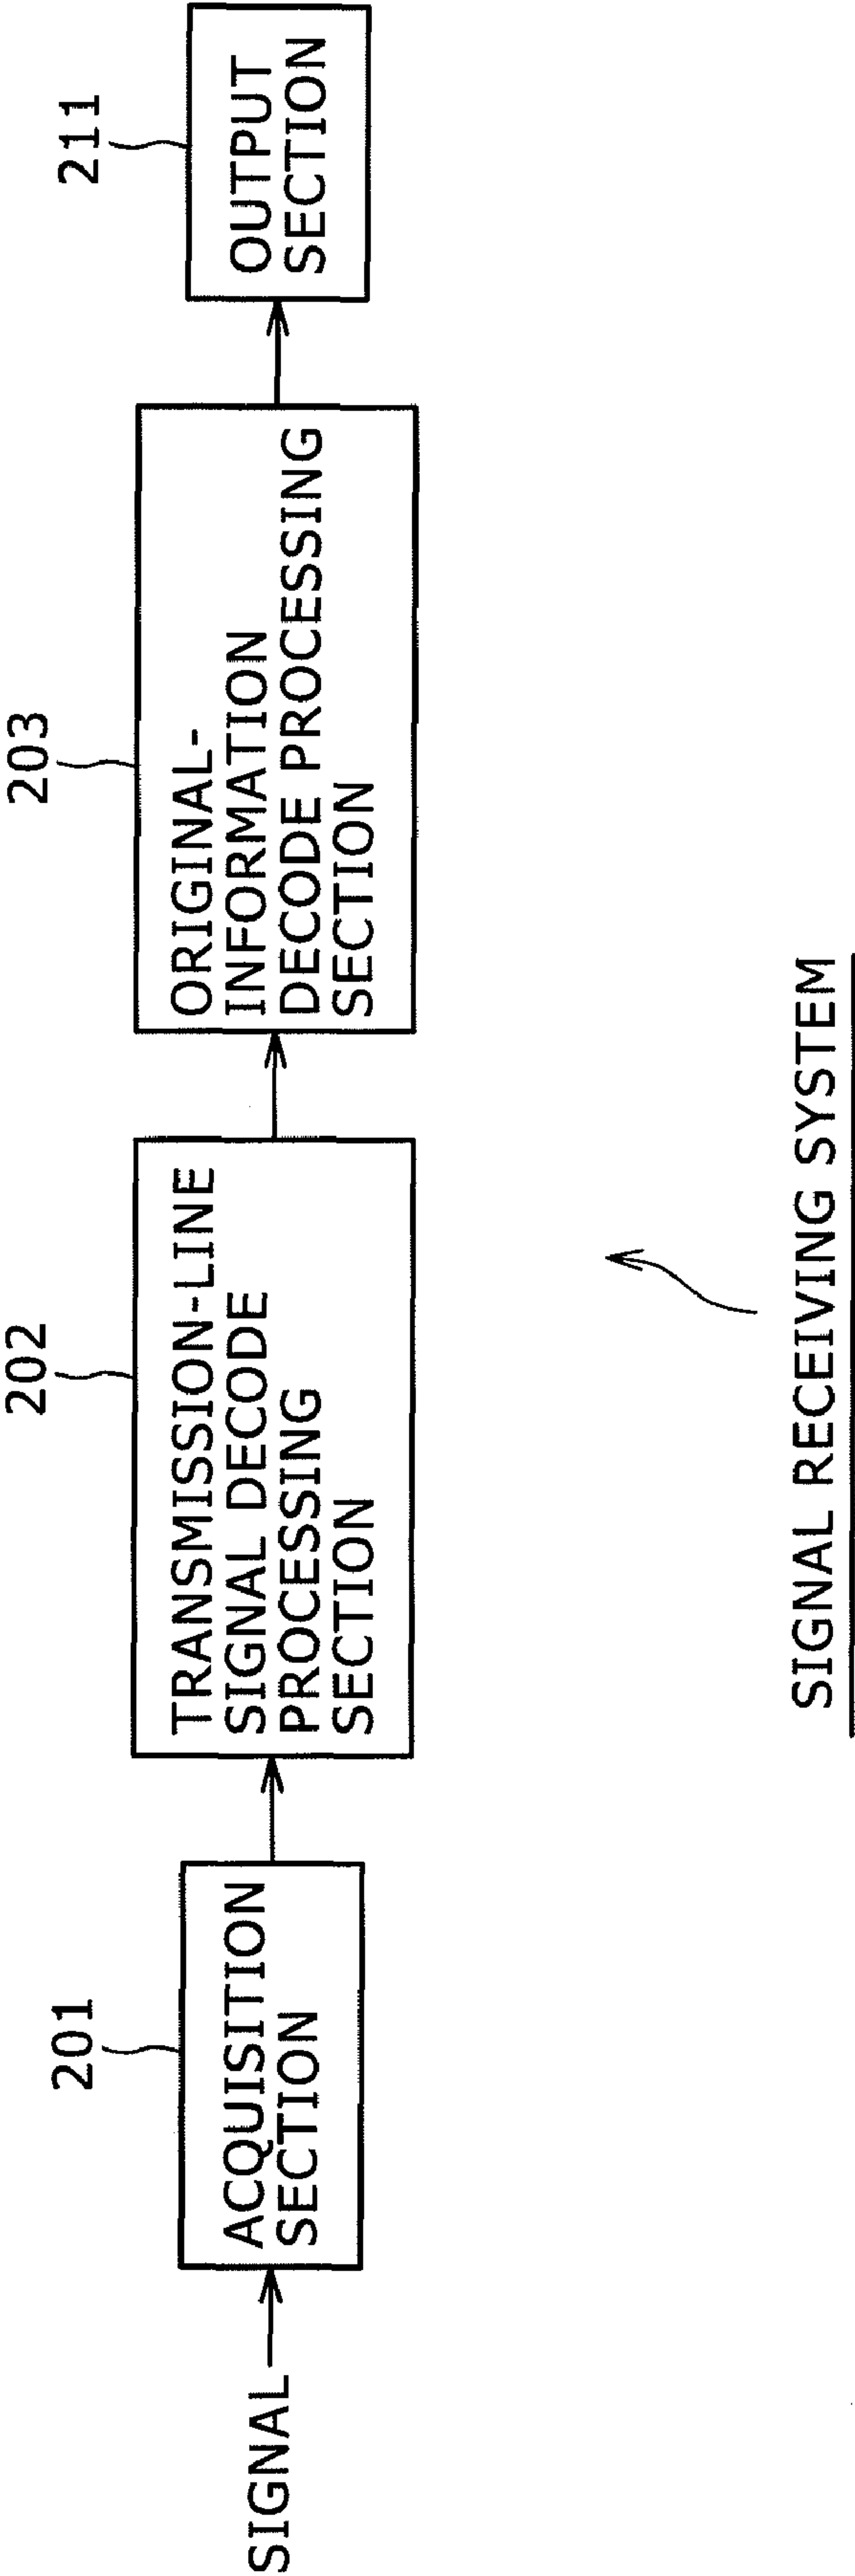 201
202
203
211
SIGNAL
ACQUISITION
SECTION
TRANSMISSION-LINE
SIGNAL DECODE
PROCESSING
SECTION
ORIGINAL-
INFORMATION
DECODE PROCESSING
SECTION
OUTPUT
SECTION
SIGNAL RECEIVING SYSTEM